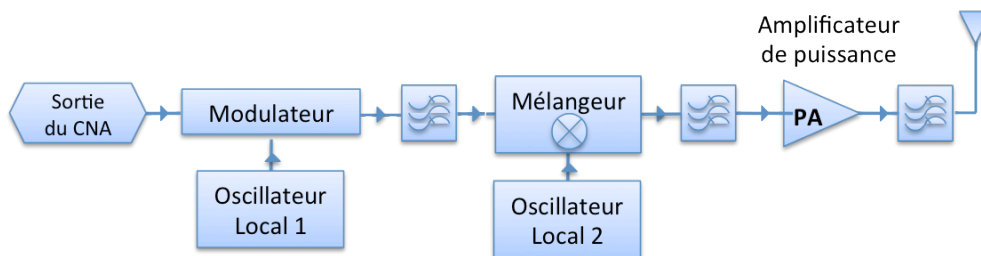 Amplificateur
de puissance
Sortie
du CNA
Modulateur
Mélangeur
PA
Oscillateur
Local 1
Oscillateur
Local 2